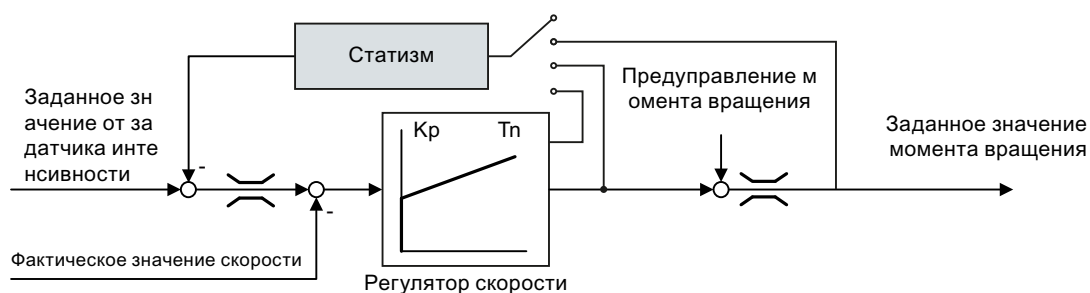 Статизм
Предуправление м
омента вращения
Заданное зн
ачение от за
датчика инте
нсивности
Kp Tn
Заданное значение
момента вращения
-
-
Фактическое значение скорости
Регулятор скорости